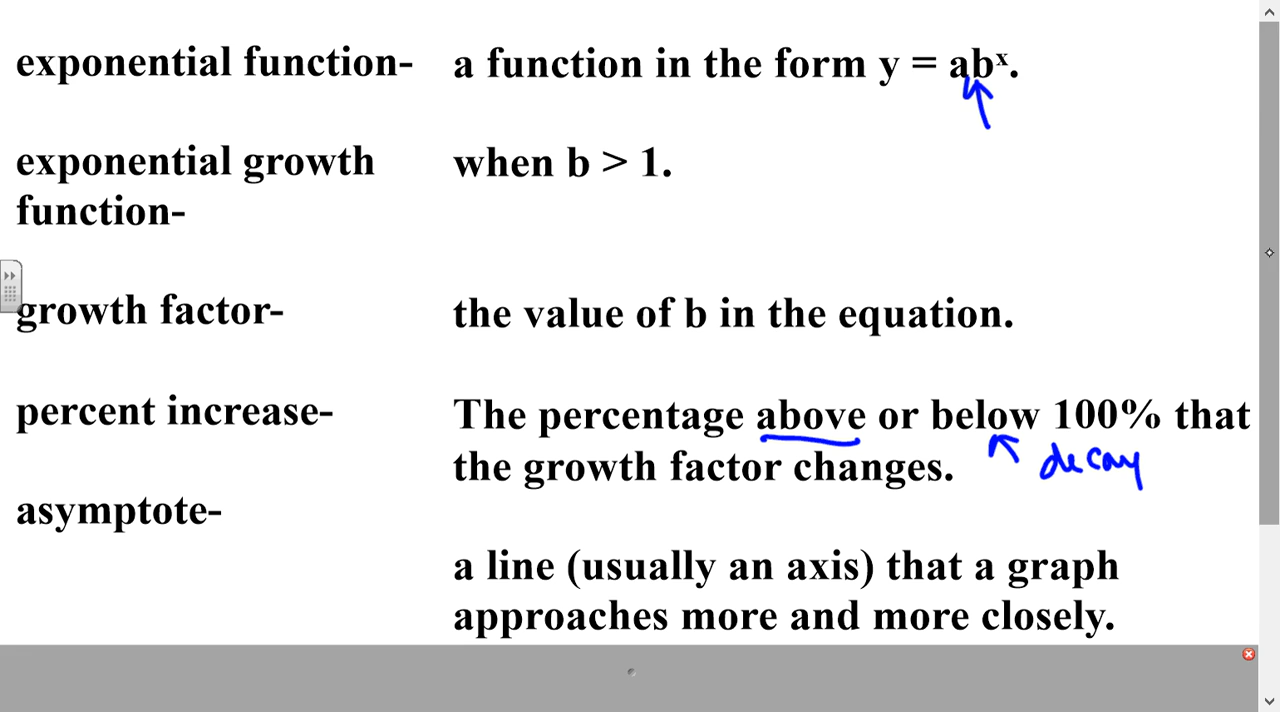 exponential function- a function in the form y = abˣ.
exponential growth when b > 1.
function-
growth factor- the value of b in the equation.
percent increase- The percentage above or below 100% that
the growth factor changes. decay
asymptote-
a line (usually an axis) that a graph
approaches more and more closely.